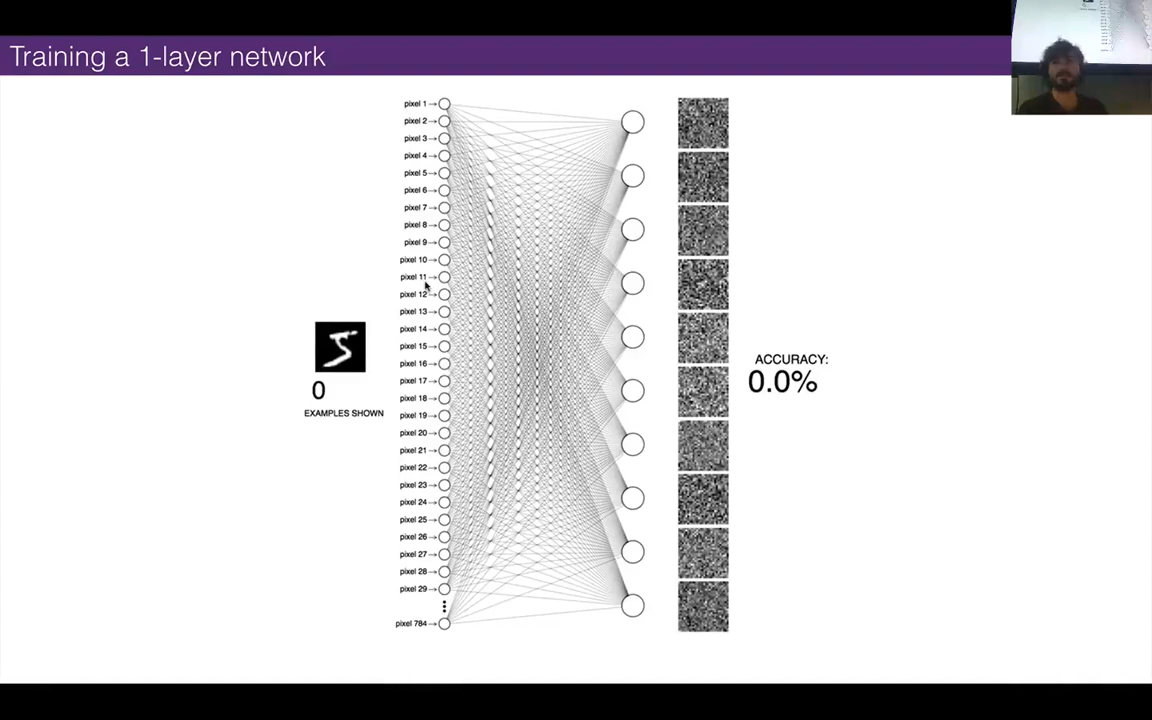 Training a 1-layer network
pixel 1
pixel 2
pixel 3
pixel 4
pixel 5
pixel 6
pixel 7
pixel 8
pixel 9
pixel 10
pixel 11
pixel 12
pixel 13
pixel 14
pixel 15
pixel 16
pixel 17
pixel 18
pixel 19
pixel 20
pixel 21
pixel 22
pixel 23
pixel 24
pixel 25
pixel 26
pixel 27
pixel 28
pixel 29
pixel 784
5
0
EXAMPLES SHOWN
ACCURACY:
0.0%